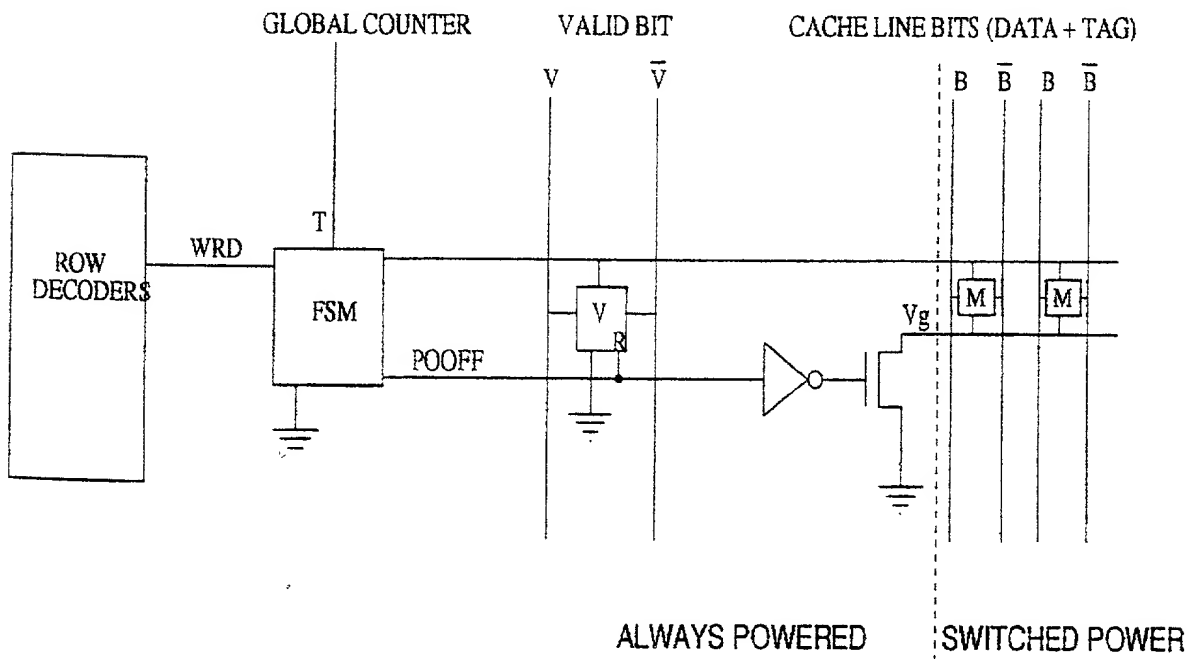 GLOBAL COUNTER
VALID BIT
CACHE LINE BITS (DATA + TAG)
V
V̅
B
B̅
B
B̅
T
WRD
ROW
DECODERS
FSM
V
R
M
M
Vg
POOFF
ALWAYS POWERED
SWITCHED POWER